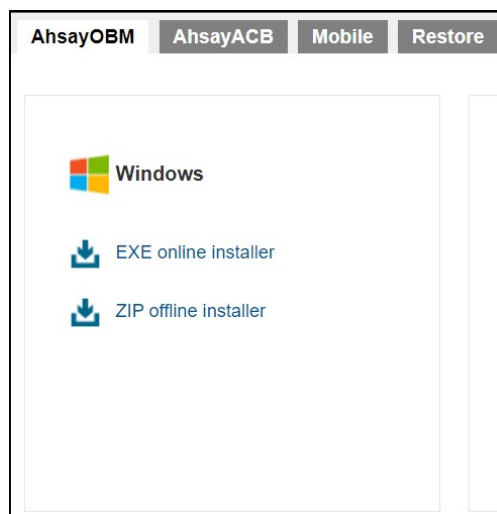 AhsayOBM AhsayACB Mobile Restore
Windows
EXE online installer
ZIP offline installer